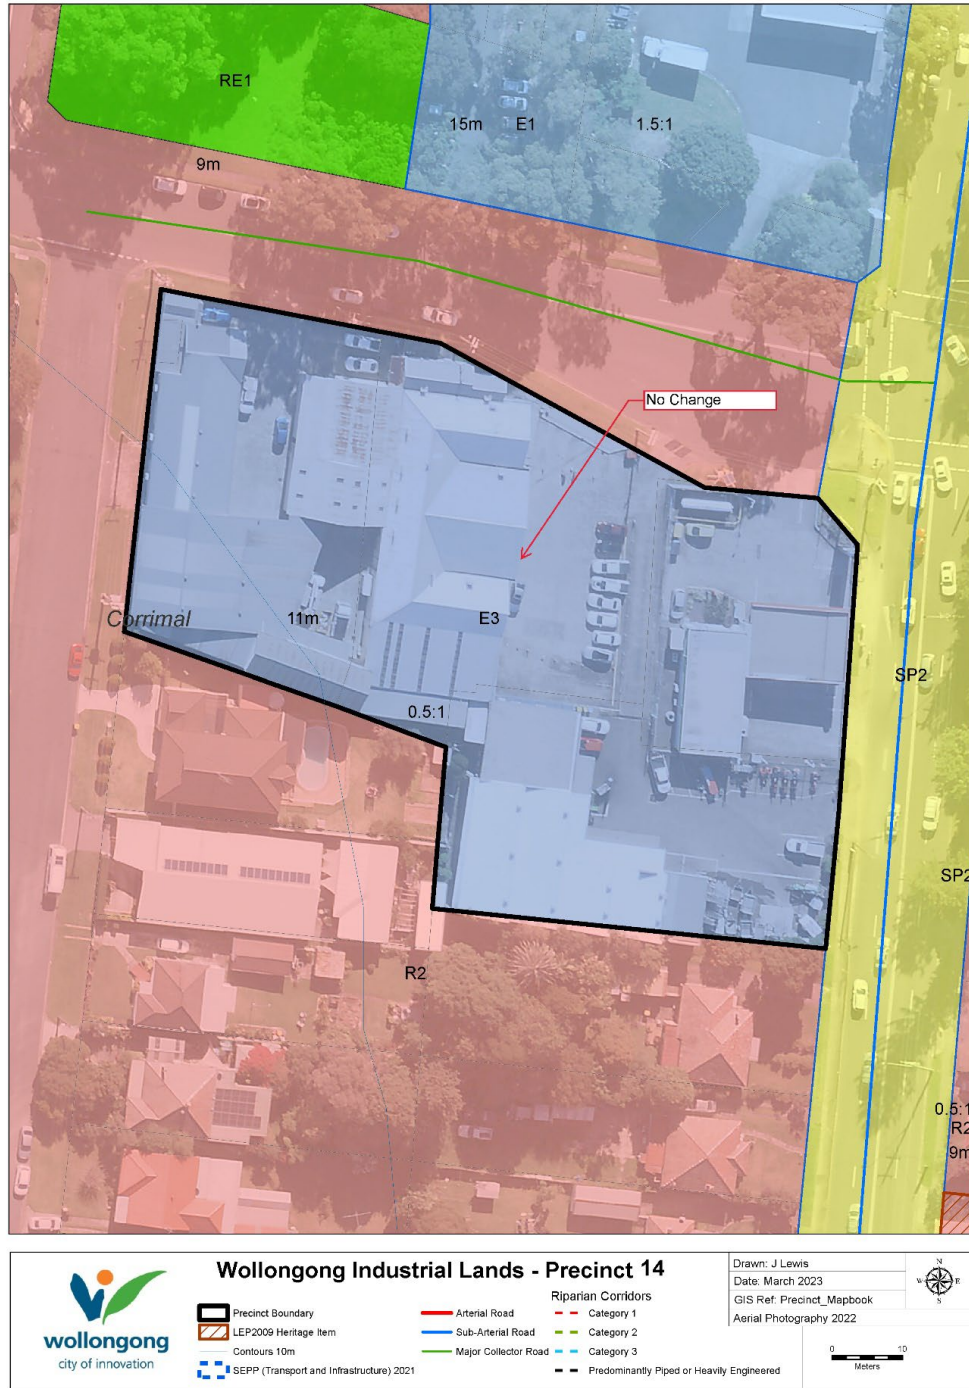 RE1
15m E1 1.5:1
9m
No Change
Corrimal
11m E3
SP2
0.5:1
SP2
R2
0.5:1
R2
9m
Wollongong Industrial Lands - Precinct 14
wollongong
city of innovation
Precinct Boundary
LEP2009 Heritage Item
Contours 10m
SEPP (Transport and Infrastructure) 2021
Arterial Road
Sub-Arterial Road
Major Collector Road
Riparian Corridors
Category 1
Category 2
Category 3
Predominantly Piped or Heavily Engineered
Drawn: J Lewis
Date: March 2023
GIS Ref: Precinct_Mapbook
Aerial Photography 2022
N
W E
S
0 10
Meters